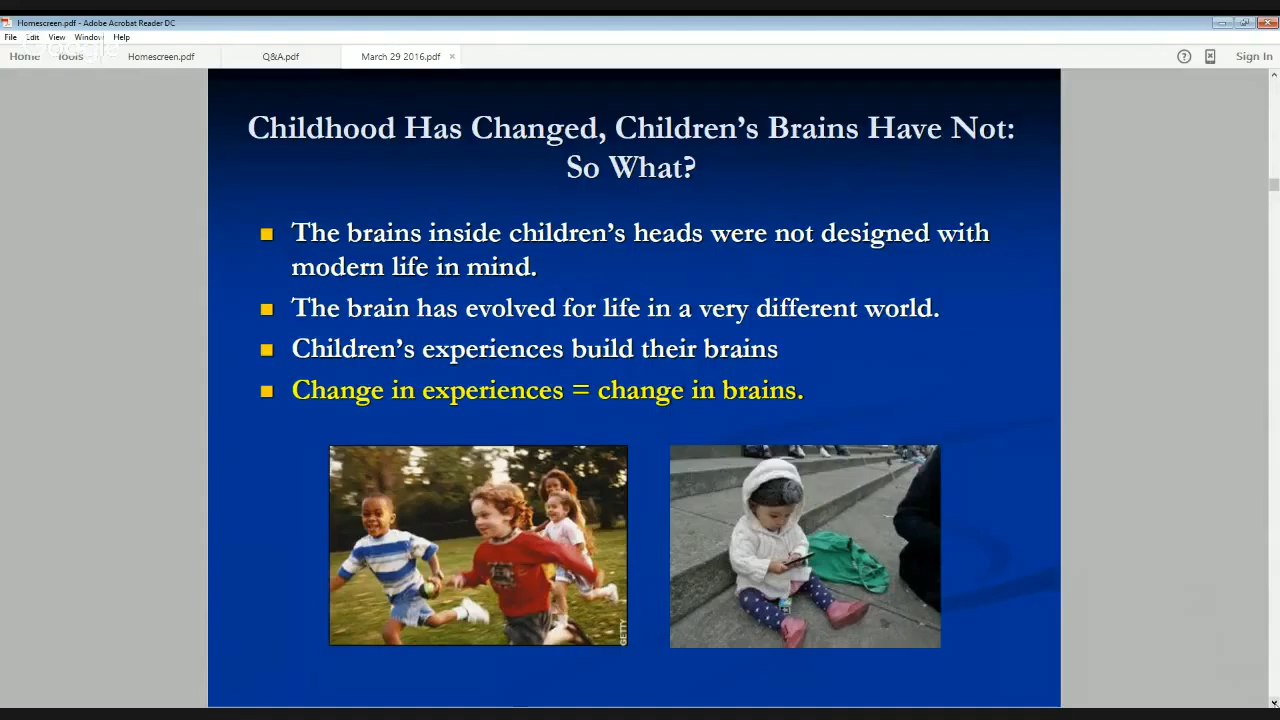 Homescreen.pdf - Adobe Acrobat Reader DC
File Edit View Window Help
Google
Home Tools Homescreen.pdf Q&A.pdf March 29 2016.pdf × ? Sign In
Childhood Has Changed, Children's Brains Have Not:
So What?
The brains inside children's heads were not designed with
modern life in mind.
The brain has evolved for life in a very different world.
Children's experiences build their brains
Change in experiences = change in brains.
GETTY